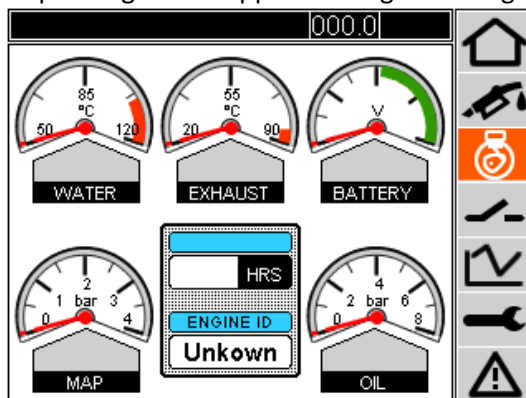 000.0
85
°C
50 120
WATER
55
°C
20 90
EXHAUST
V
BATTERY
2
1 bar 3
0 4
MAP
HRS
ENGINE ID
Unkown
4
2 bar 6
0 8
OIL